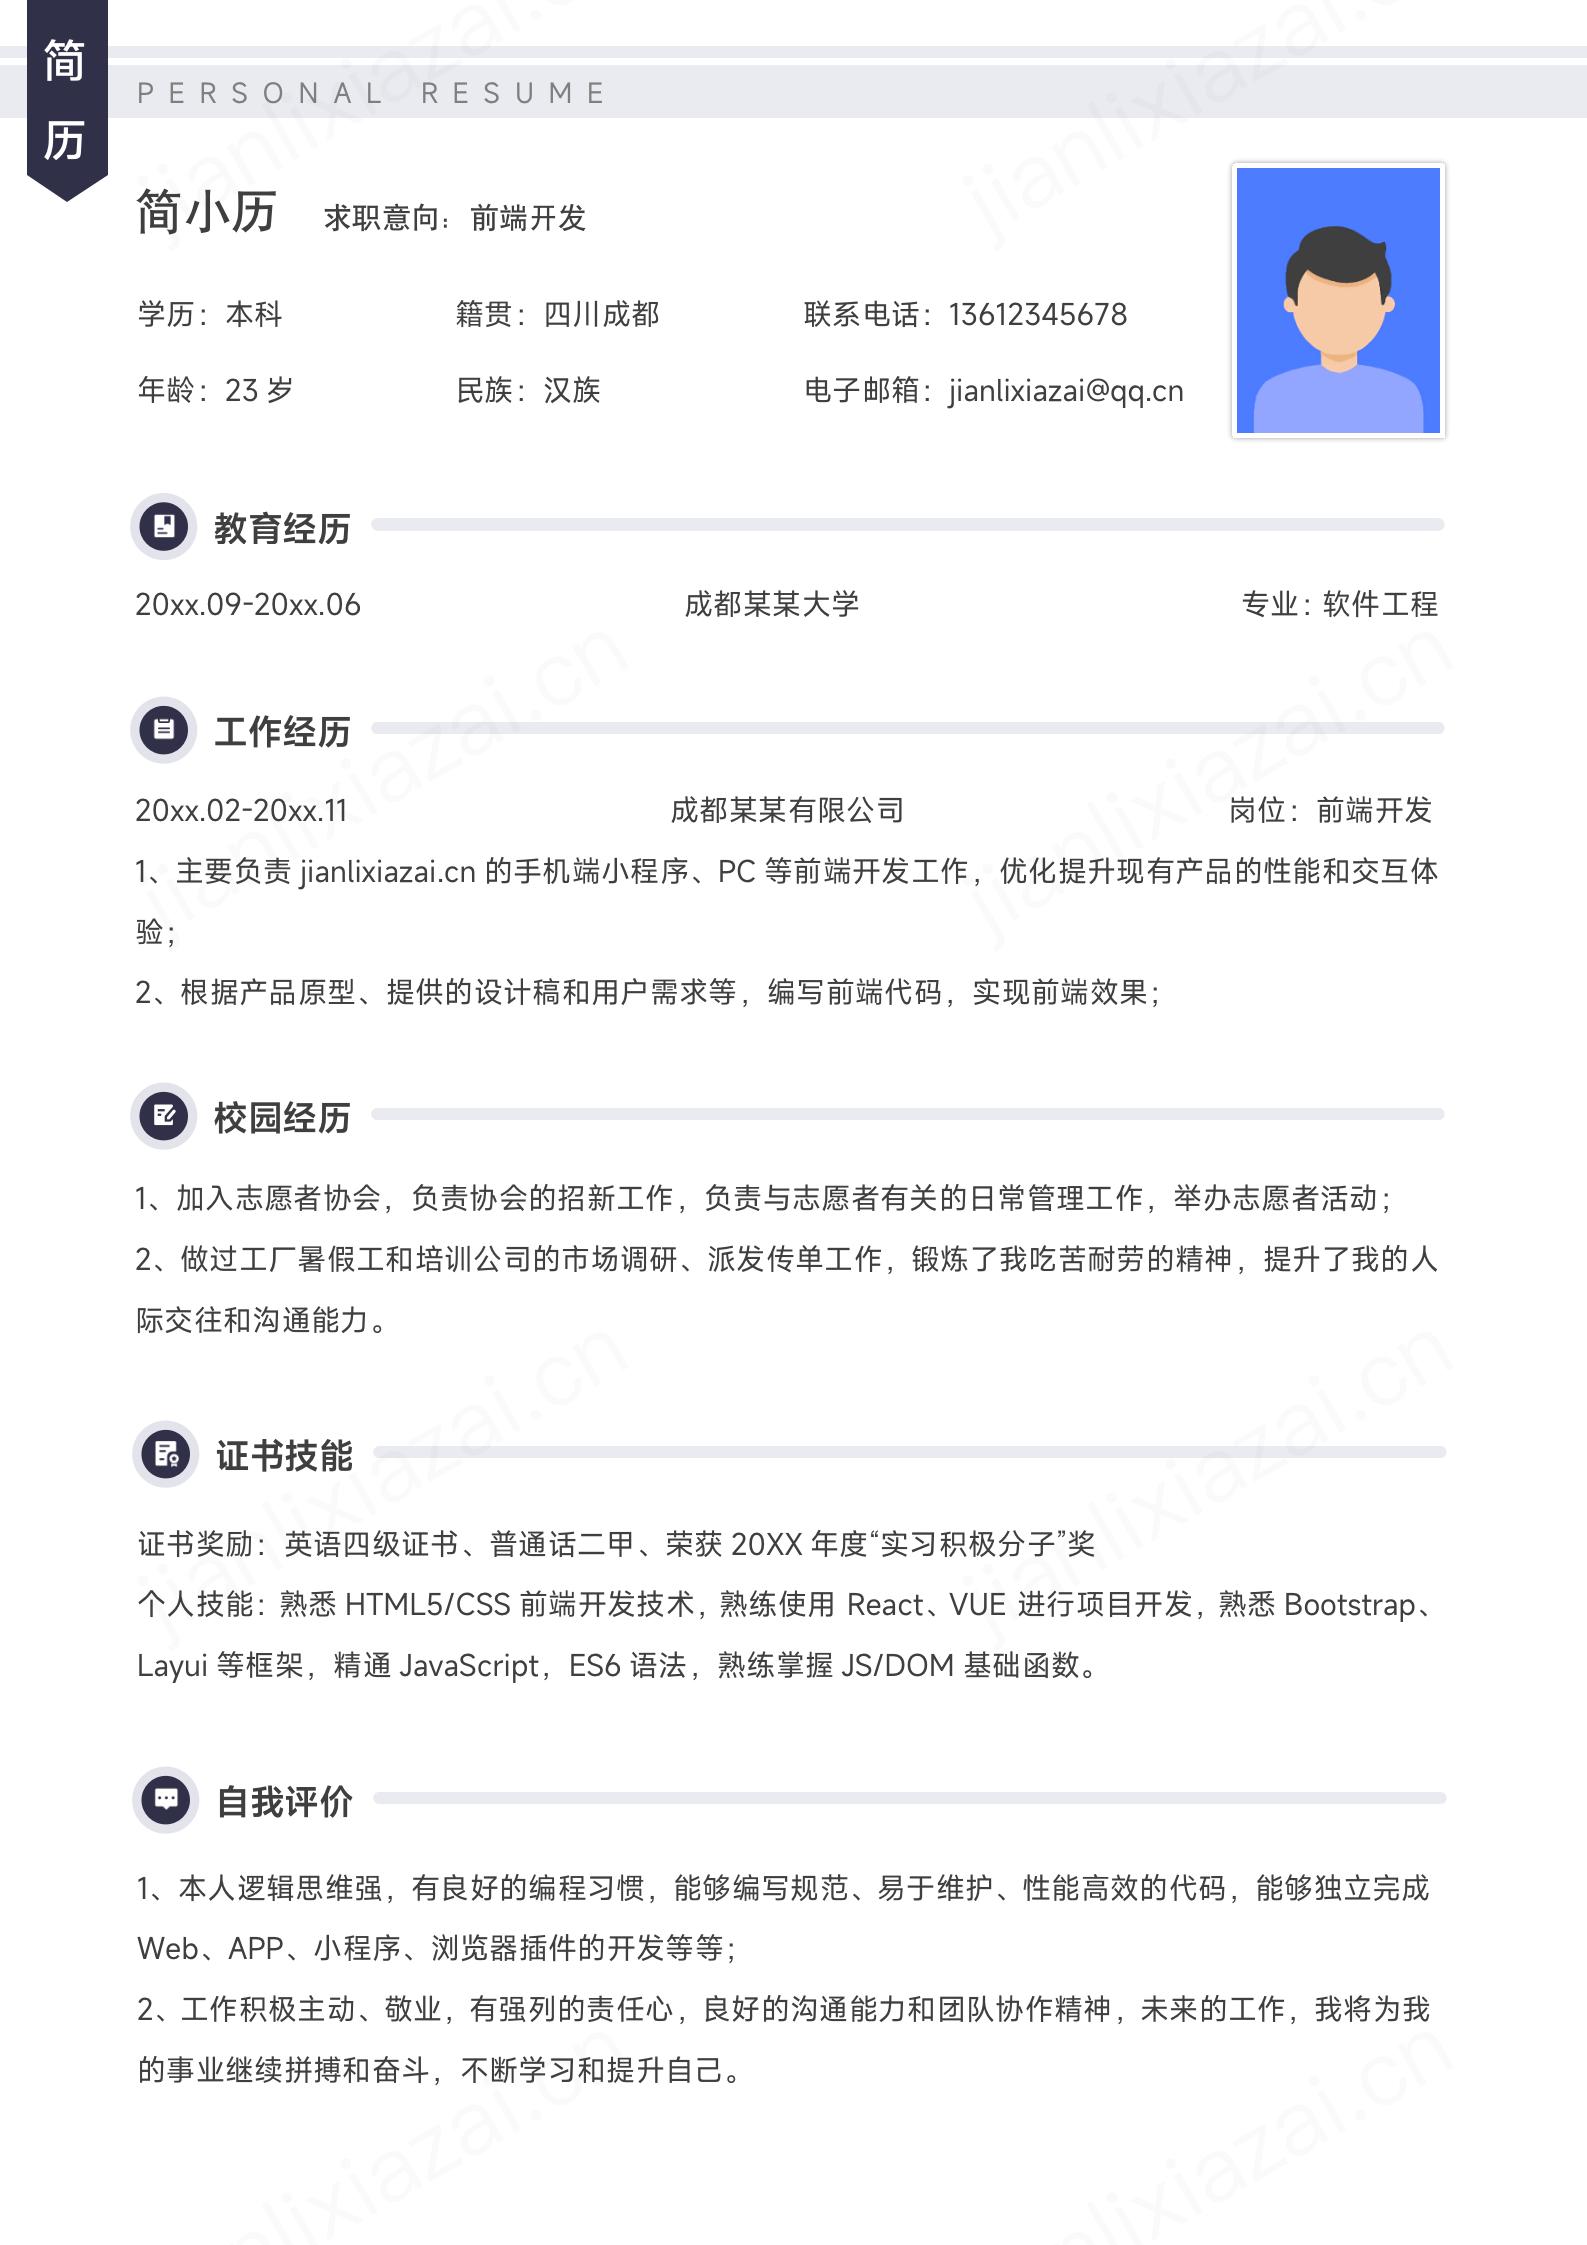 简
历
PERSONAL RESUME
简小历 求职意向：前端开发
学历：本科 籍贯：四川成都 联系电话：13612345678
年龄：23 岁 民族：汉族 电子邮箱：jianlixiazai@qq.cn
教育经历
20xx.09-20xx.06 成都某某大学 专业：软件工程
工作经历
20xx.02-20xx.11 成都某某有限公司 岗位：前端开发
1、主要负责 jianlixiazai.cn 的手机端小程序、PC 等前端开发工作，优化提升现有产品的性能和交互体
验；
2、根据产品原型、提供的设计稿和用户需求等，编写前端代码，实现前端效果；
校园经历
1、加入志愿者协会，负责协会的招新工作，负责与志愿者有关的日常管理工作，举办志愿者活动；
2、做过工厂暑假工和培训公司的市场调研、派发传单工作，锻炼了我吃苦耐劳的精神，提升了我的人
际交往和沟通能力。
证书技能
证书奖励：英语四级证书、普通话二甲、荣获 20XX 年度“实习积极分子”奖
个人技能：熟悉 HTML5/CSS 前端开发技术，熟练使用 React、VUE 进行项目开发，熟悉 Bootstrap、
Layui 等框架，精通 JavaScript，ES6 语法，熟练掌握 JS/DOM 基础函数。
自我评价
1、本人逻辑思维强，有良好的编程习惯，能够编写规范、易于维护、性能高效的代码，能够独立完成
Web、APP、小程序、浏览器插件的开发等等；
2、工作积极主动、敬业，有强列的责任心，良好的沟通能力和团队协作精神，未来的工作，我将为我
的事业继续拼搏和奋斗，不断学习和提升自己。
jianlixiazai.cn
jianlixiazai.cn
jianlixiazai.cn
jianlixiazai.cn